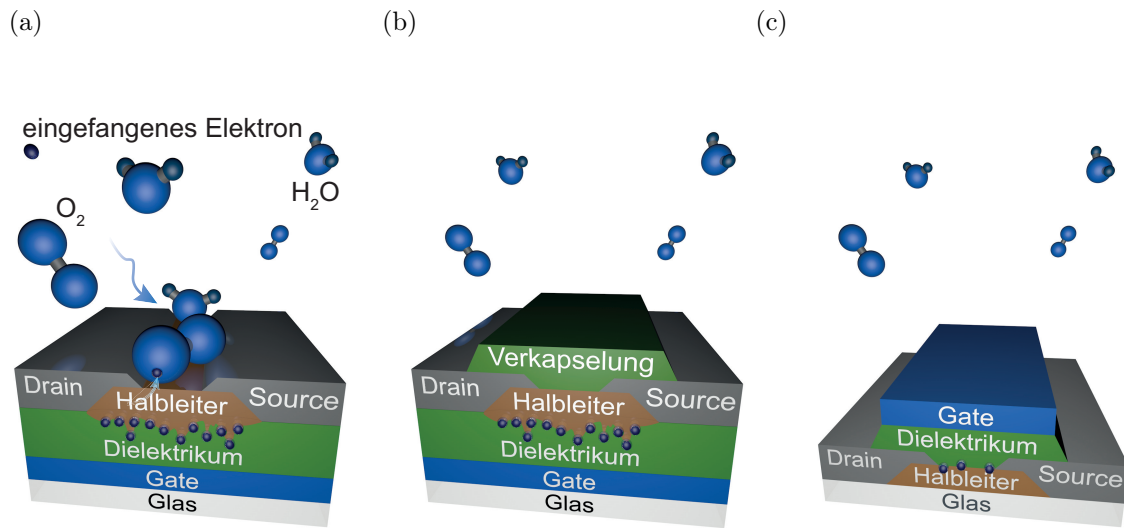 (a)
eingefangenes Elektron
O2
H2O
Drain
Halbleiter
Source
Dielektrikum
Gate
Glas
(b)
Verkapselung
Drain
Halbleiter
Source
Dielektrikum
Gate
Glas
(c)
Gate
Dielektrikum
Drain
Source
Halbleiter
Glas